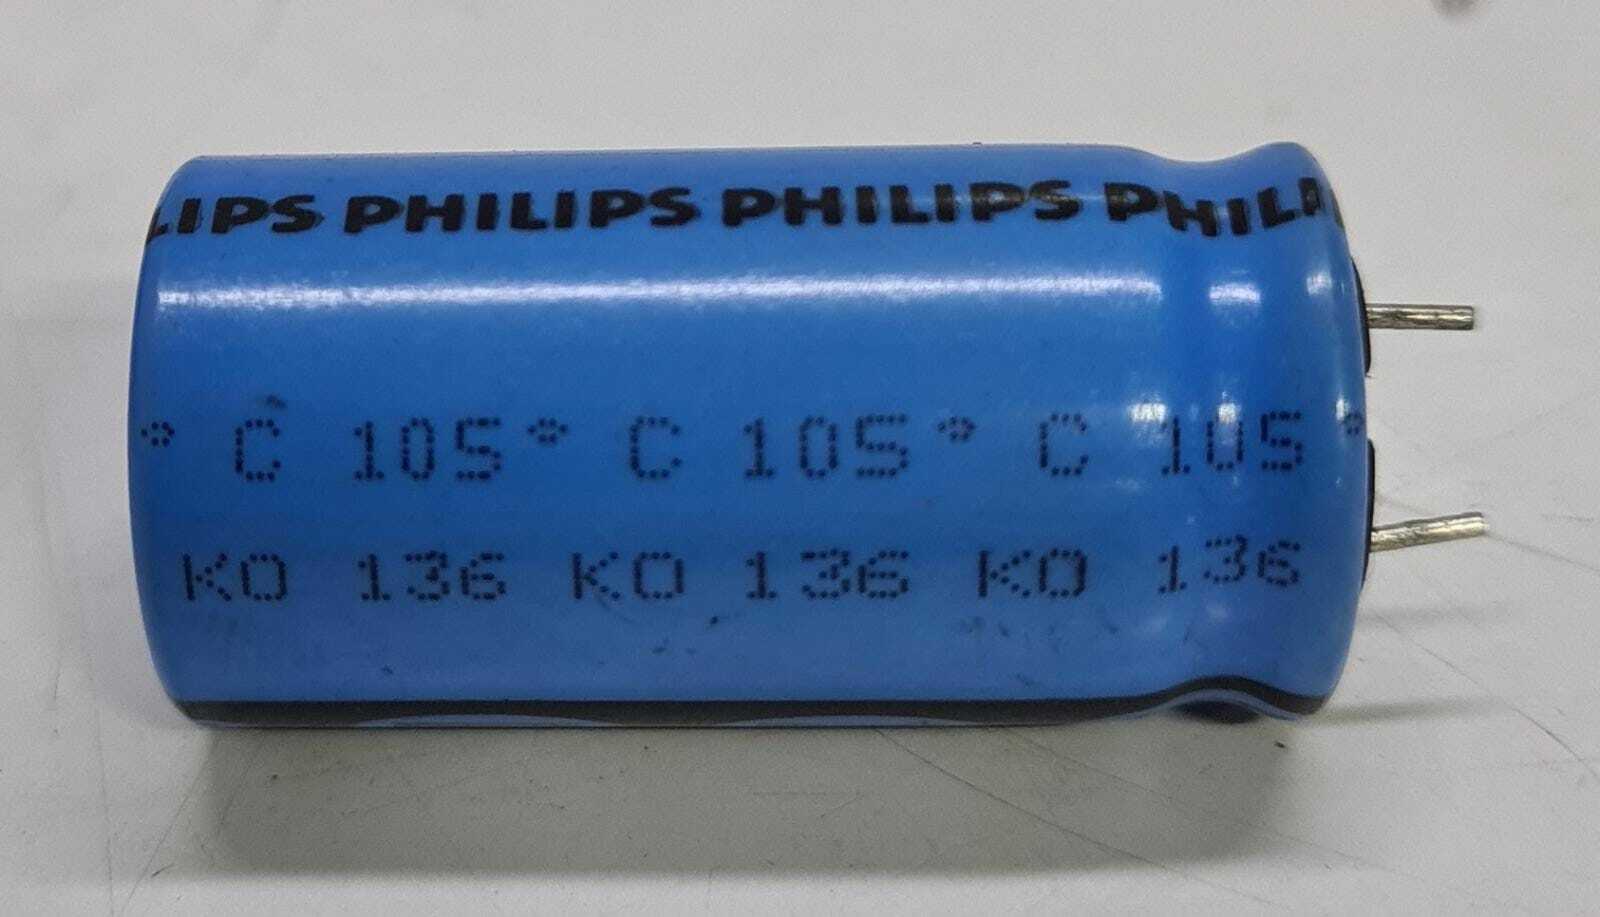 LIPS PHILIPS PHILIPS PHILI
° C 105° C 105° C 105°
KO 136 KO 136 KO 136